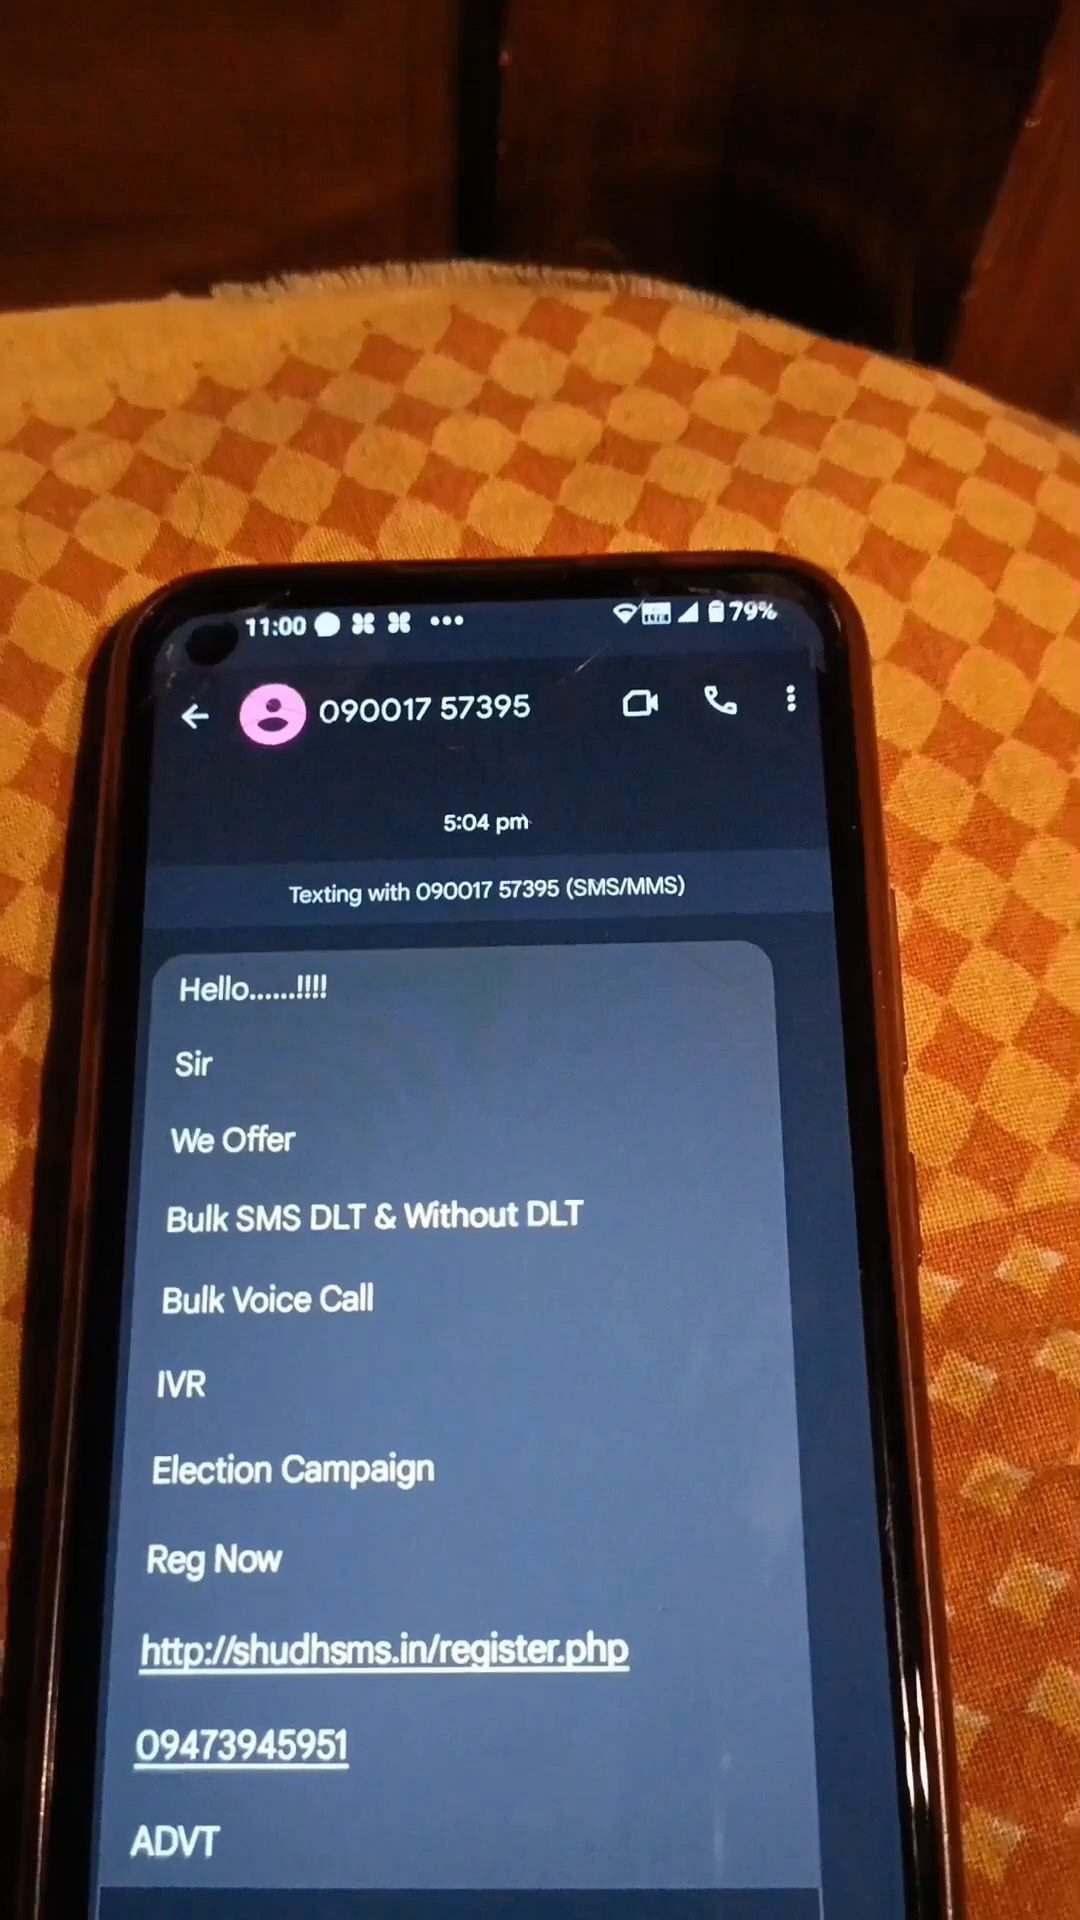 11:00 79%
090017 57395
5:04 pm
Texting with 090017 57395 (SMS/MMS)
Hello......!!!!
Sir
We Offer
Bulk SMS DLT & Without DLT
Bulk Voice Call
IVR
Election Campaign
Reg Now
http://shudhsms.in/register.php
09473945951
ADVT